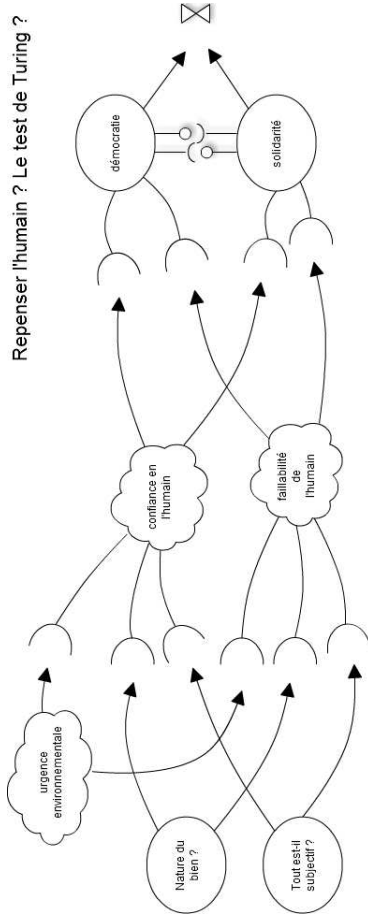 Repenser l'humain ? Le test de Turing ?
urgence
environnementale
Nature du
bien ?
Tout est-il
subjectif ?
confiance en
l'humain
faillabilité
de
l'humain
démocratie
solidarité